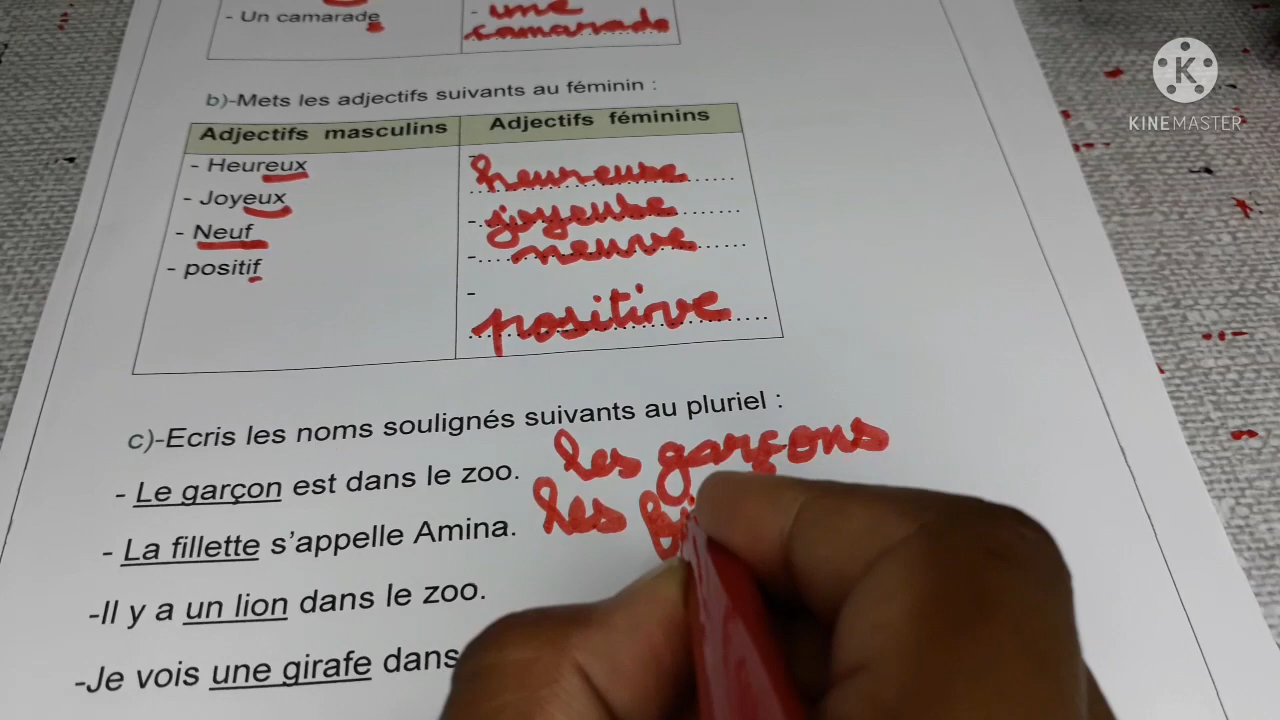 - Un camarade
- une
camarade
b)-Mets les adjectifs suivants au féminin :
Adjectifs masculins Adjectifs féminins
- Heureux heureuse
- Joyeux - joyeuse
- Neuf - neuve
- positif - positive
c)-Ecris les noms soulignés suivants au pluriel :
- Le garçon est dans le zoo. les garçons
- La fillette s'appelle Amina. les fi
-Il y a un lion dans le zoo.
-Je vois une girafe dans
K
KINEMASTER